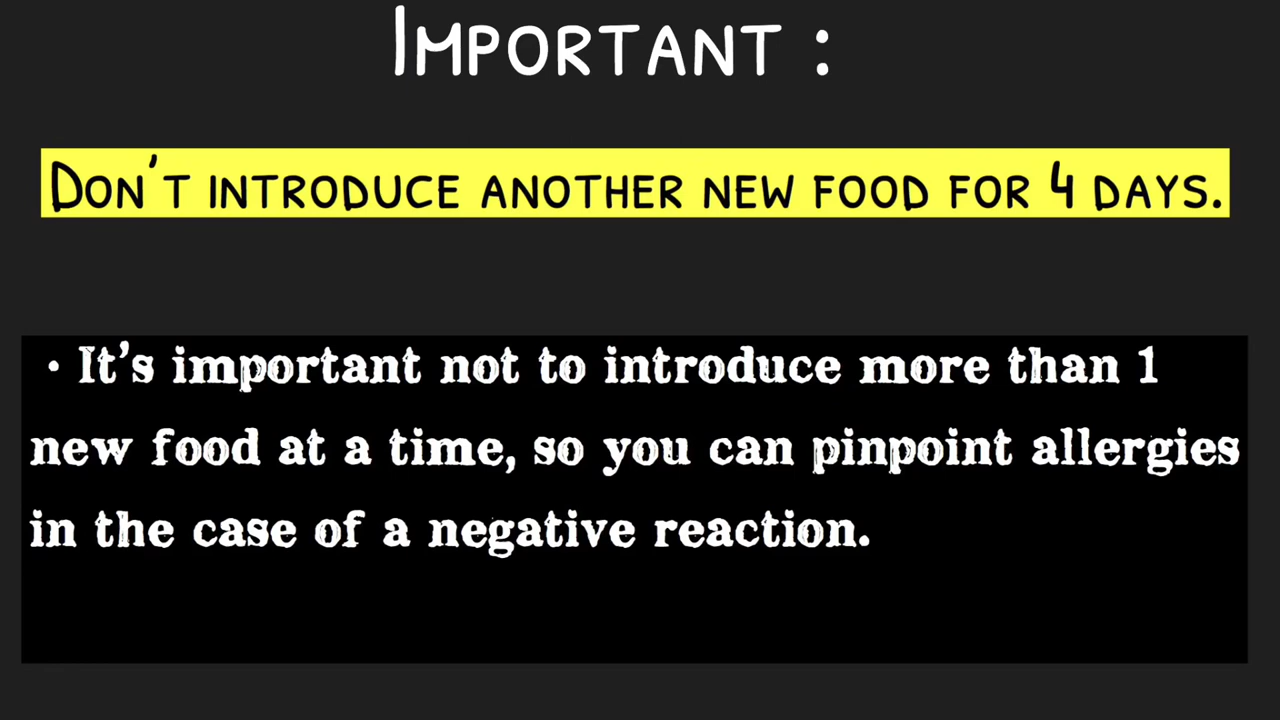 IMPORTANT :
DON'T INTRODUCE ANOTHER NEW FOOD FOR 4 DAYS.
• It's important not to introduce more than 1
new food at a time, so you can pinpoint allergies
in the case of a negative reaction.